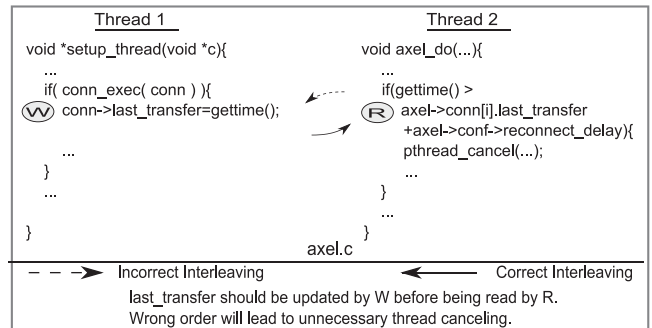 Thread 1
void *setup_thread(void *c){
...
if( conn_exec( conn ) ){
W conn->last_transfer=gettime();
...
}
...
}
Thread 2
void axel_do(...){
...
if(gettime() >
R axel->conn[i].last_transfer
+axel->conf->reconnect_delay){
pthread_cancel(...);
...
}
...
}
axel.c
Incorrect Interleaving
Correct Interleaving
last_transfer should be updated by W before being read by R.
Wrong order will lead to unnecessary thread canceling.